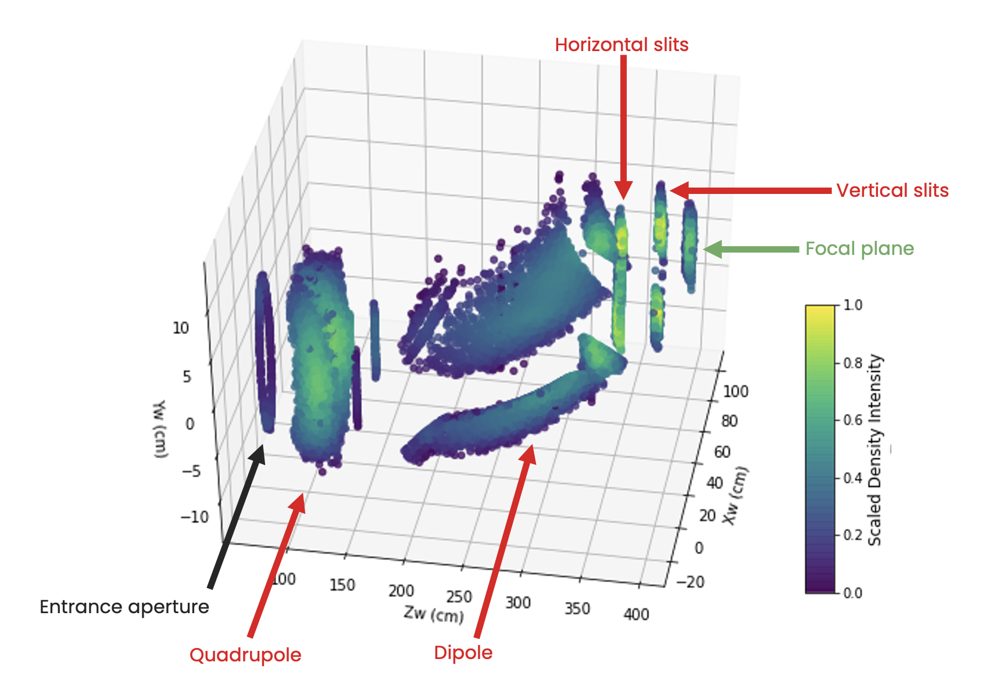 Horizontal slits
Vertical slits
Focal plane
1.0
0.8
0.6
0.4
0.2
0.0
Scaled Density Intensity
10
5
0
−5
−10
Yw (cm)
100
80
60
40
20
0
−20
Xw (cm)
100
150
200
250
300
350
400
Zw (cm)
Entrance aperture
Quadrupole
Dipole